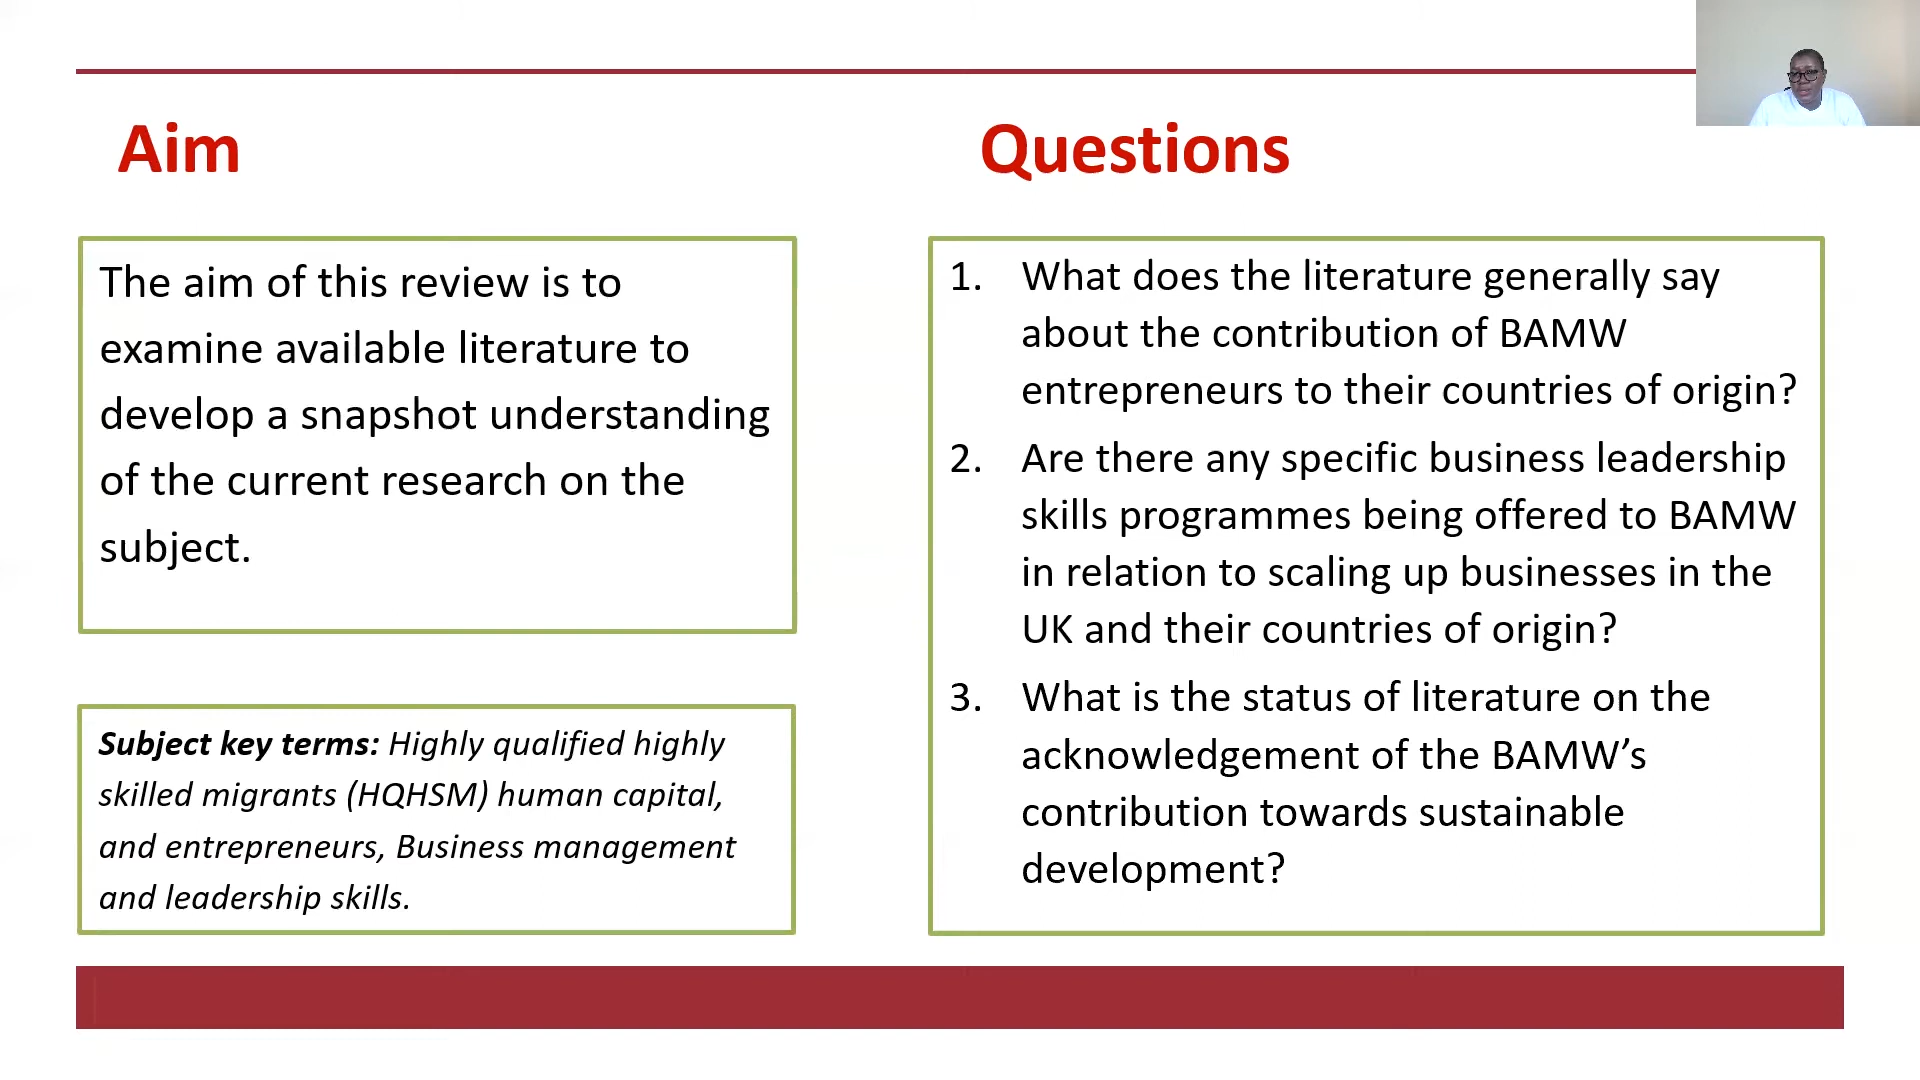 Aim
The aim of this review is to
examine available literature to
develop a snapshot understanding
of the current research on the
subject.
Subject key terms: Highly qualified highly
skilled migrants (HQHSM) human capital,
and entrepreneurs, Business management
and leadership skills.
Questions
1. What does the literature generally say
about the contribution of BAMW
entrepreneurs to their countries of origin?
2. Are there any specific business leadership
skills programmes being offered to BAMW
in relation to scaling up businesses in the
UK and their countries of origin?
3. What is the status of literature on the
acknowledgement of the BAMW’s
contribution towards sustainable
development?